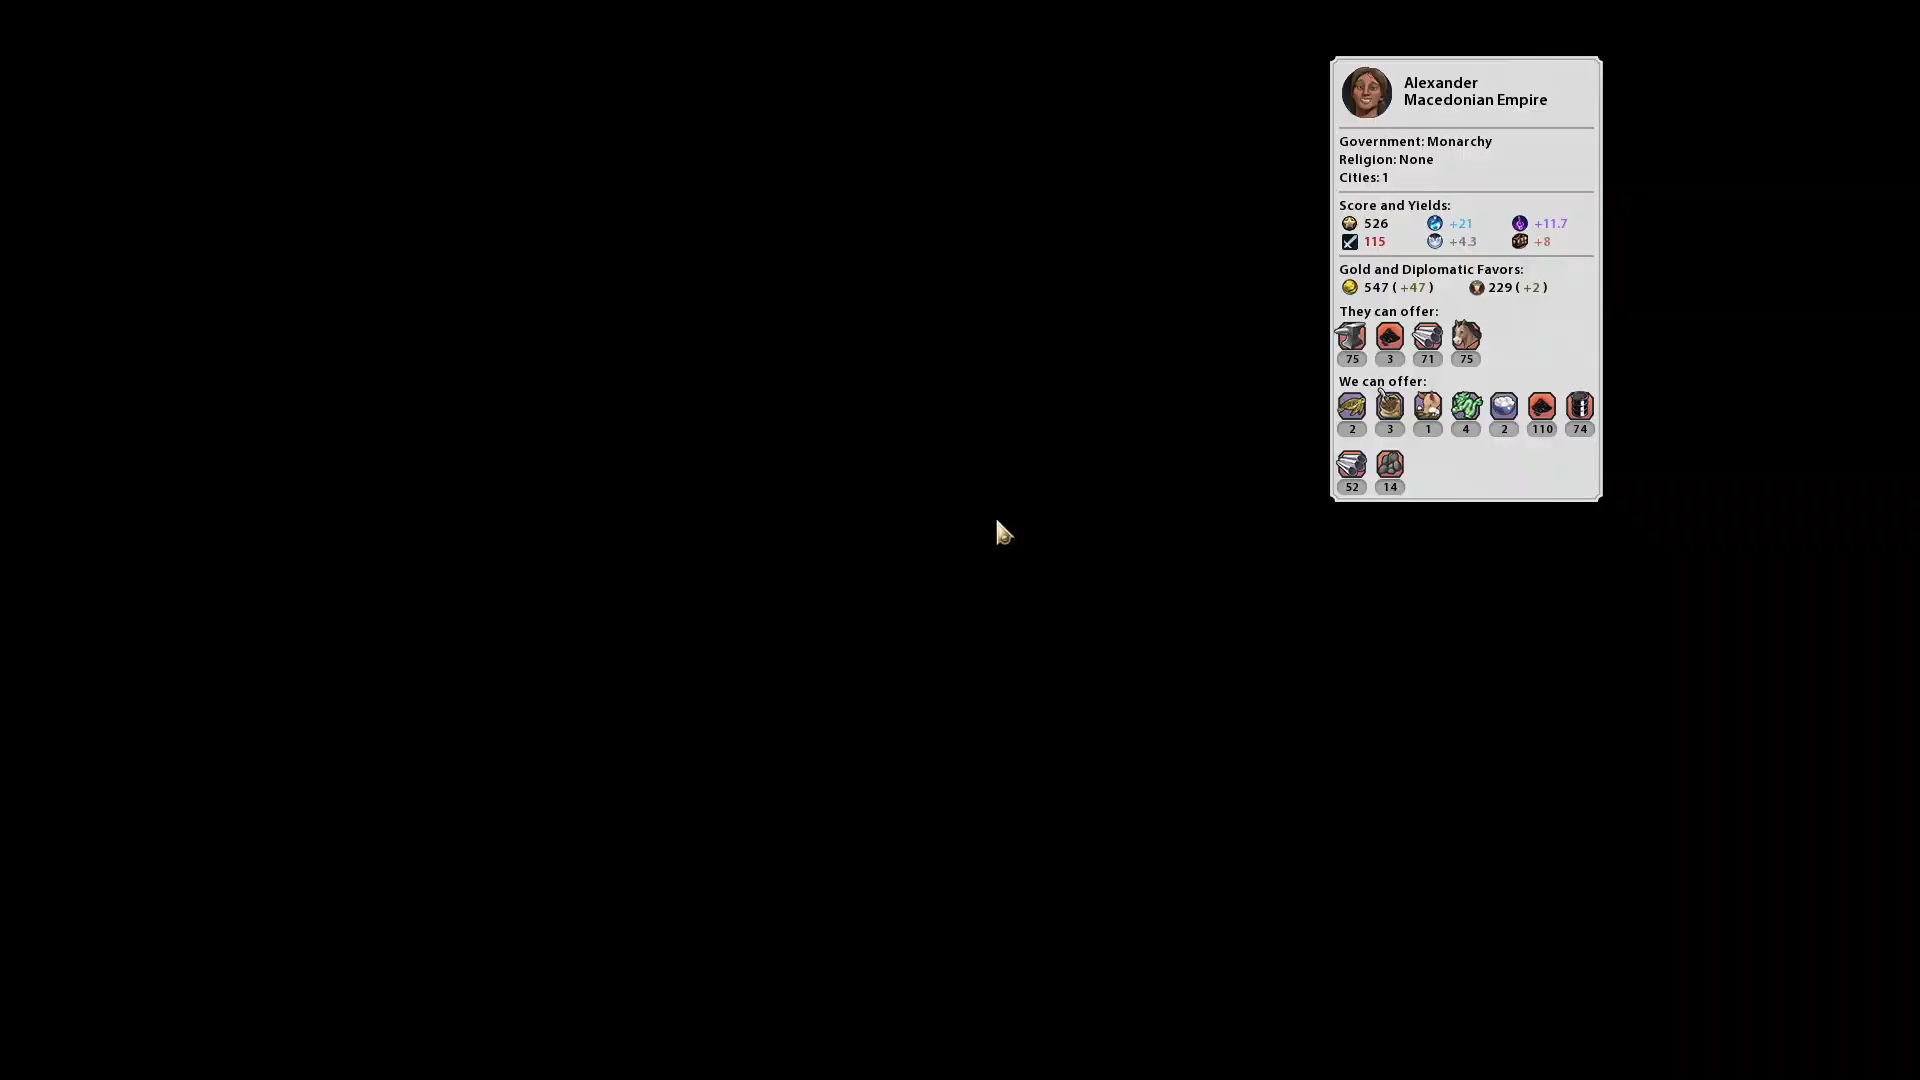 Alexander
Macedonian Empire
Government: Monarchy
Religion: None
Cities: 1
Score and Yields:
526 +21 +11.7
115 +4.3 +8
Gold and Diplomatic Favors:
547 ( +47 ) 229 ( +2 )
They can offer:
75 3 71 75
We can offer:
2 3 1 4 2 110 74
52 14